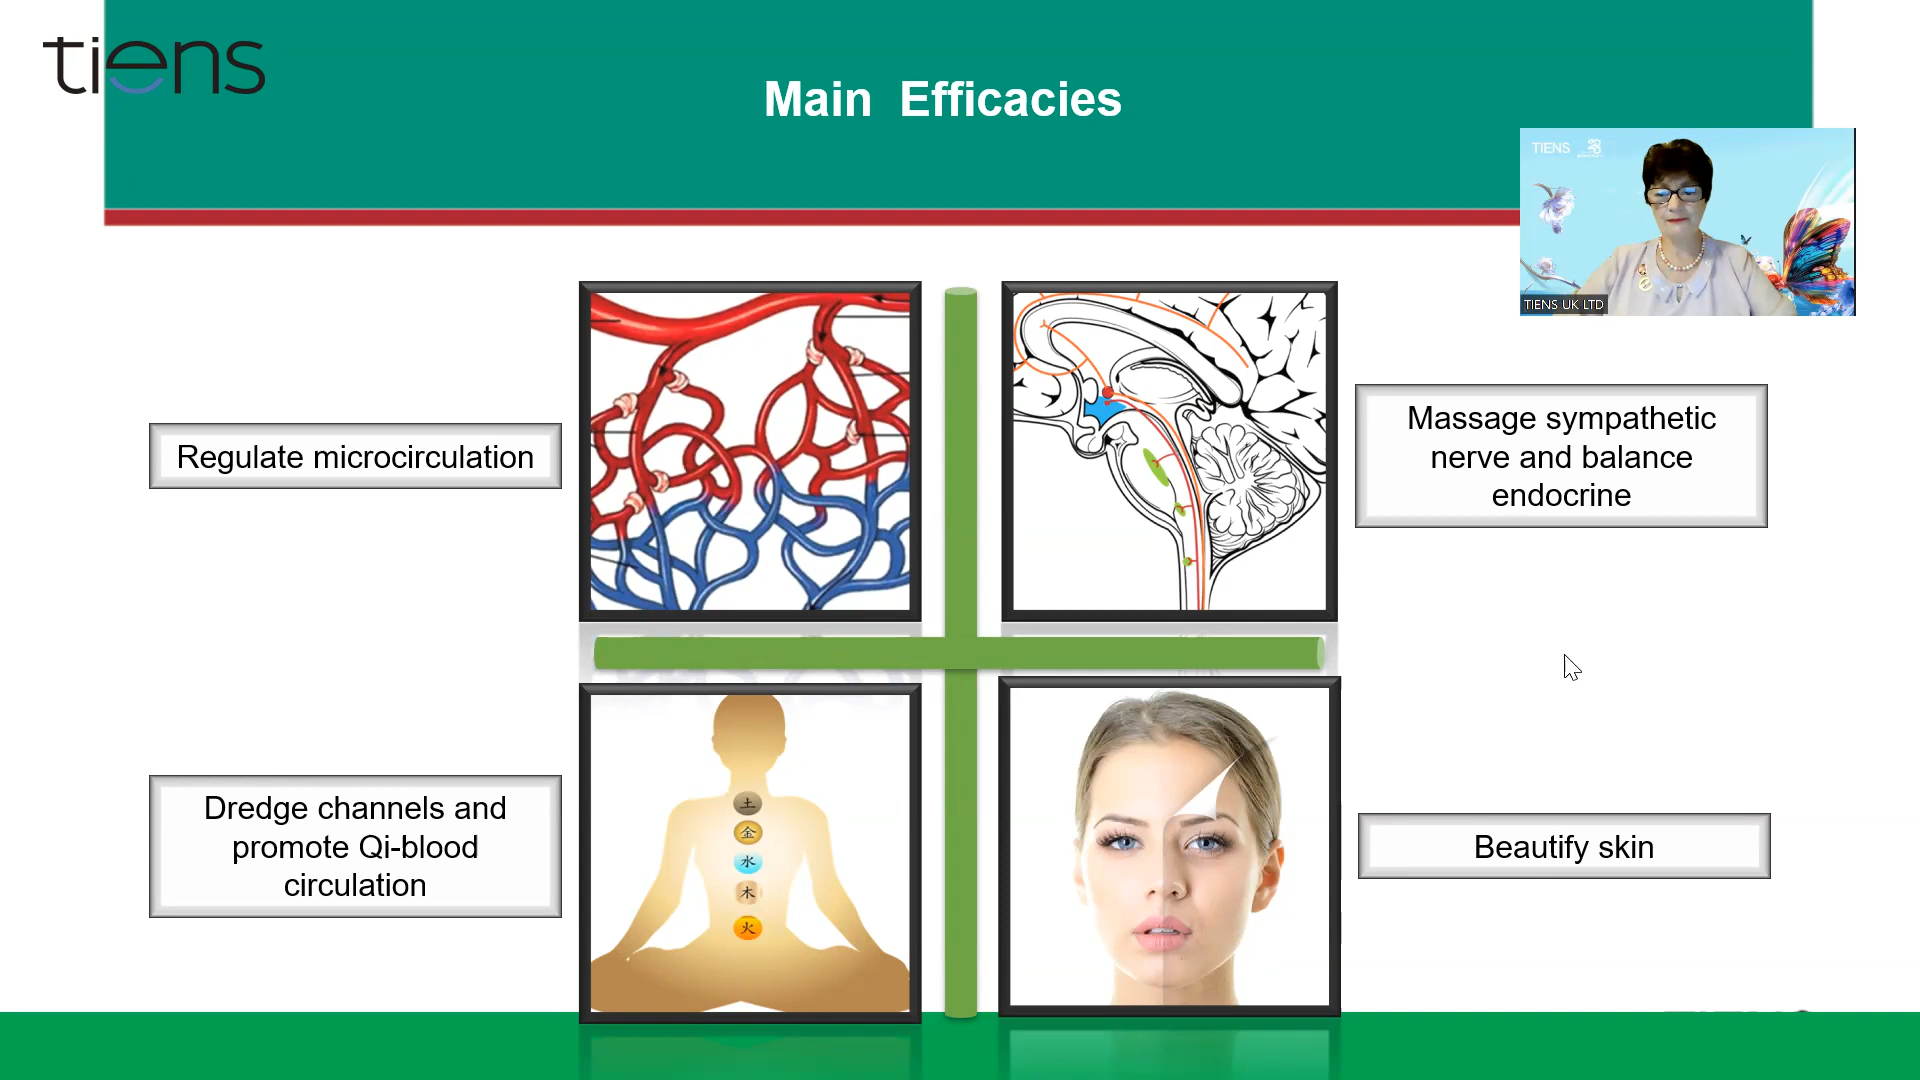 tiens
Main Efficacies
TIENS
TIENS UK LTD
Regulate microcirculation
Massage sympathetic
nerve and balance
endocrine
Dredge channels and
promote Qi-blood
circulation
土
金
水
木
火
Beautify skin